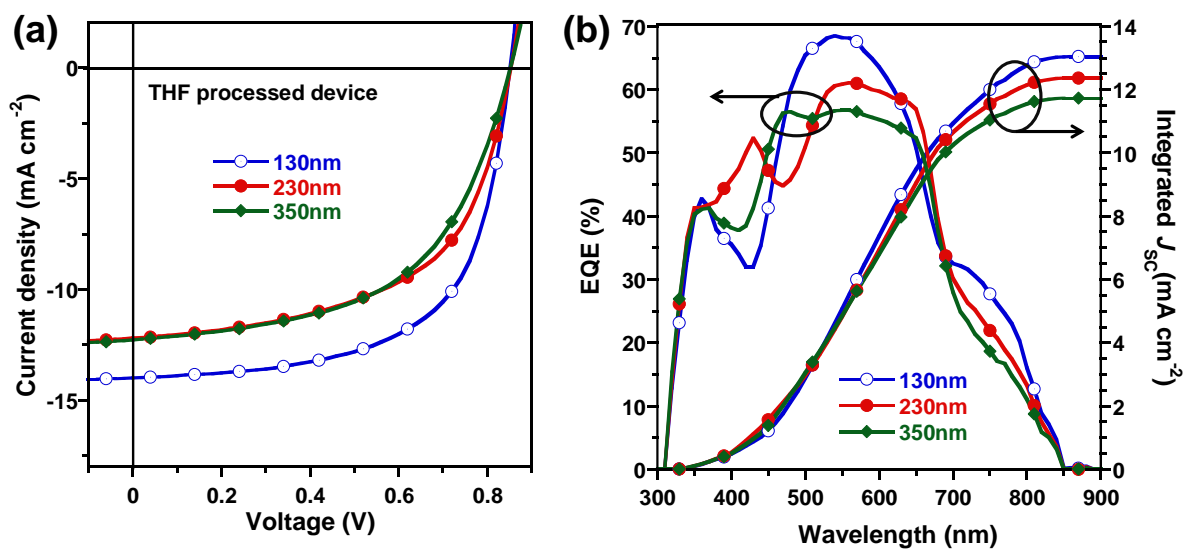 (a)
THF processed device
130nm
230nm
350nm
0
-5
-10
-15
Current density (mA cm⁻²)
0
0.2
0.4
0.6
0.8
Voltage (V)
(b)
70
60
50
40
30
20
10
0
EQE (%)
14
12
10
8
6
4
2
0
Integrated J_SC (mA cm⁻²)
130nm
230nm
350nm
300
400
500
600
700
800
900
Wavelength (nm)